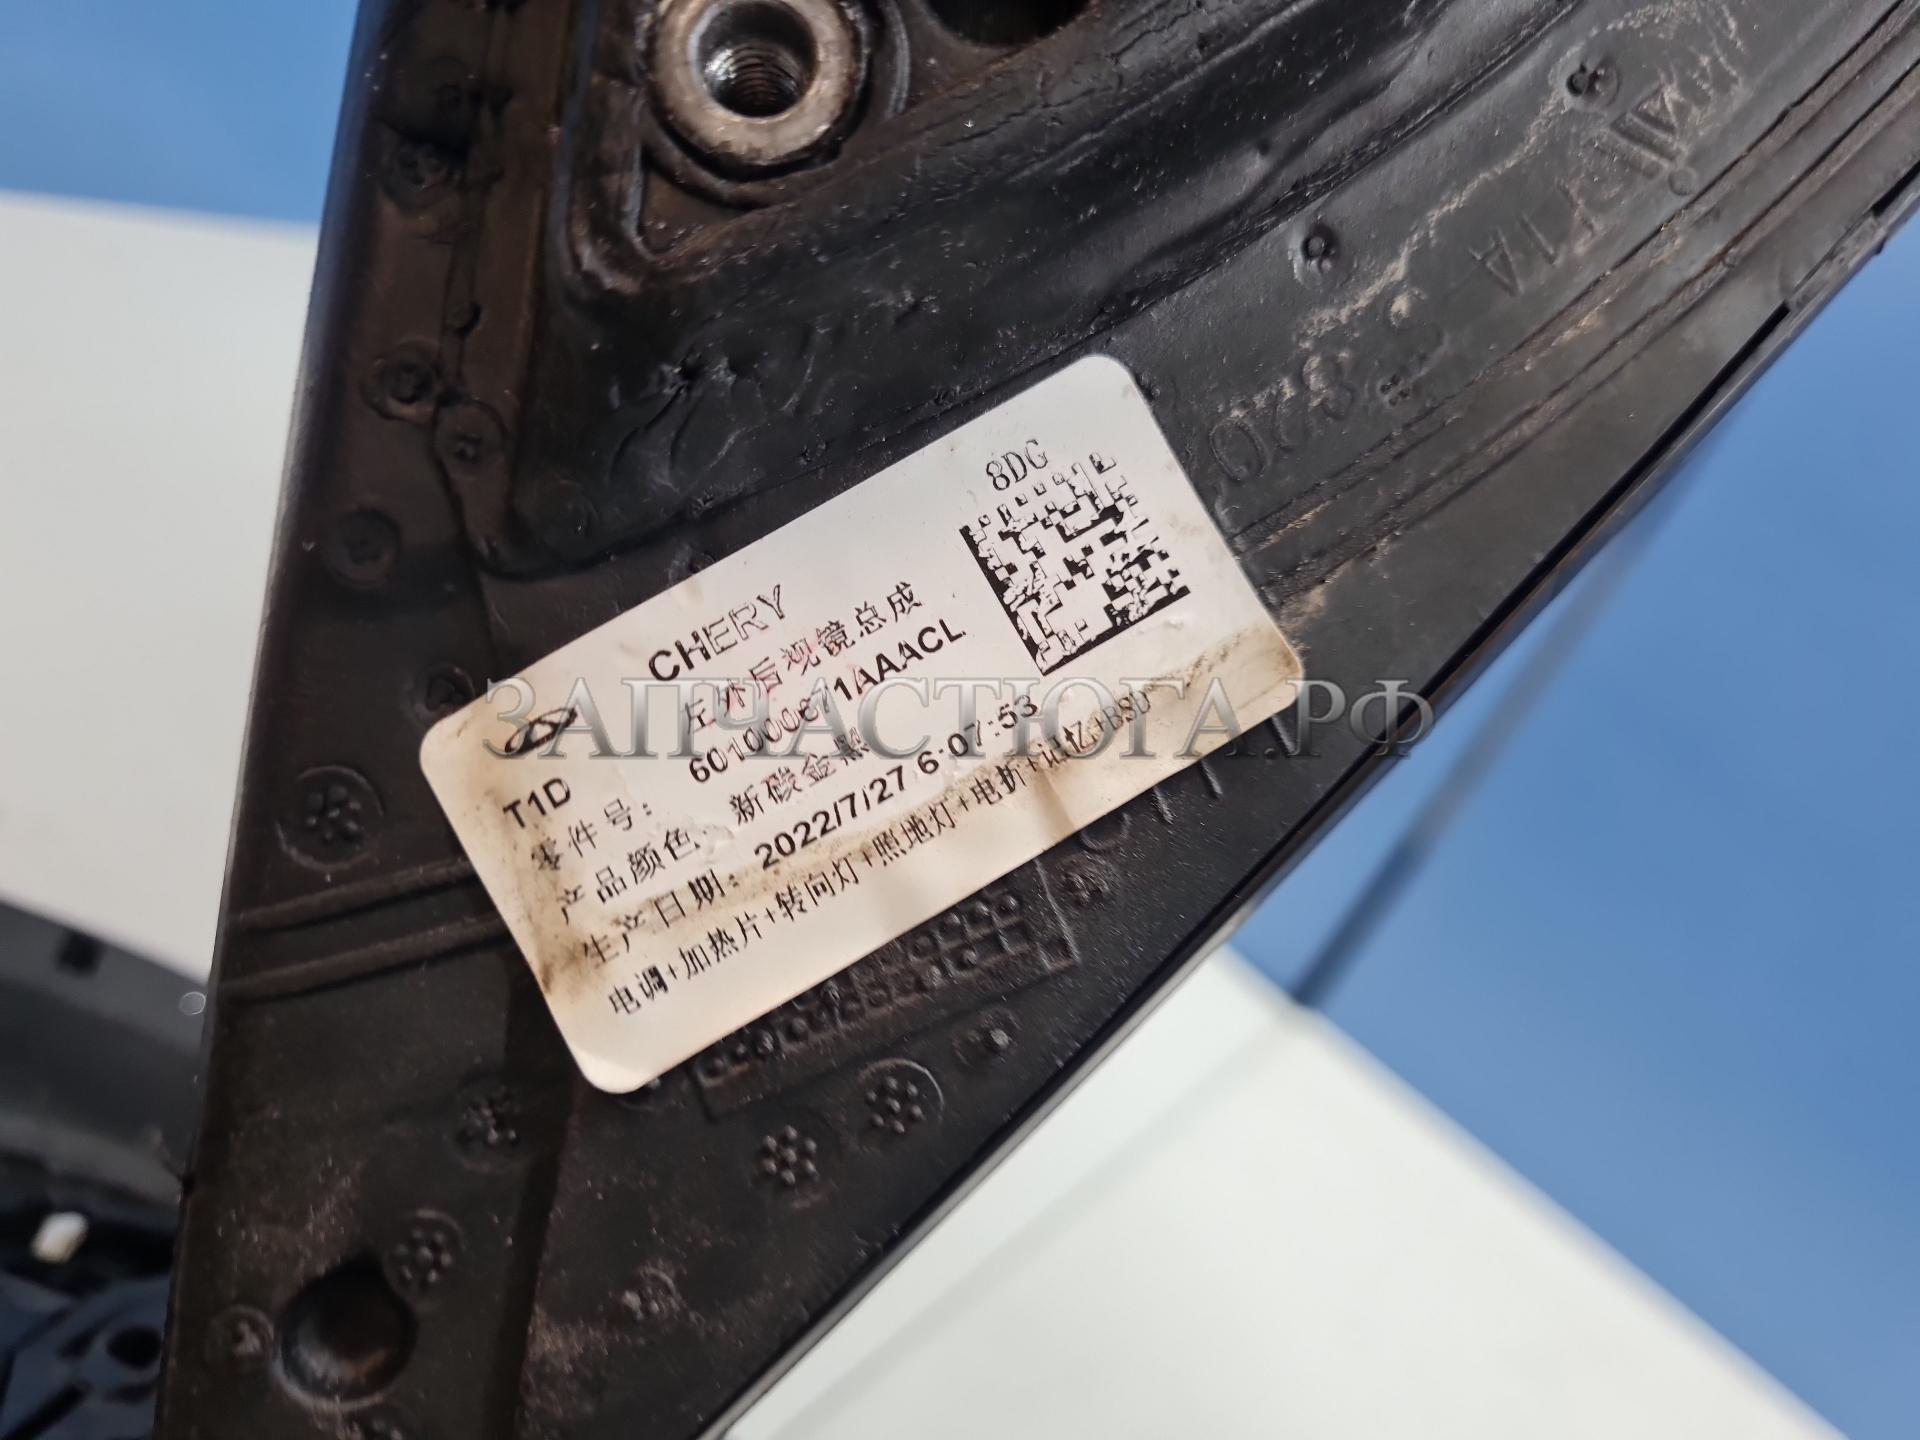 8DG
CHERY
左外后视镜总成
T1D
零件号: 601000671AAACL
产品颜色: 新碳金黑
生产日期: 2022/7/27 6:07:53
电调+加热片+转向灯+照地灯+电折+记忆+BSD
ЗАПЧАСТЮГА.РФ
T1A